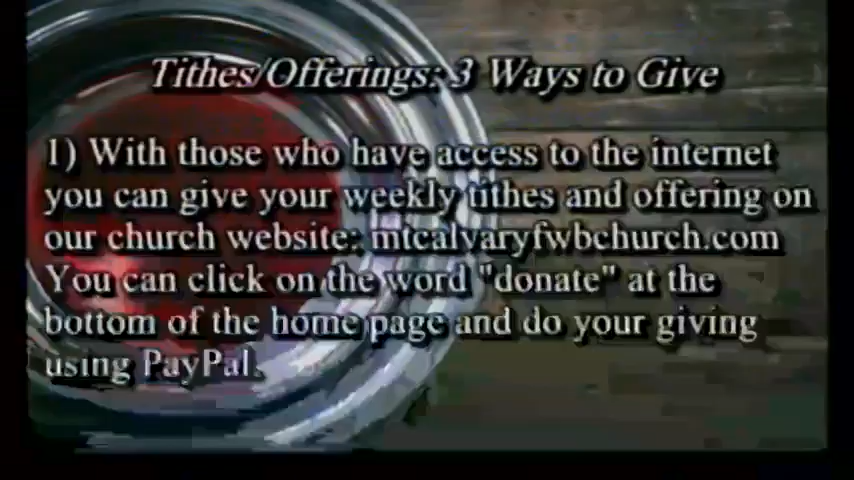 Tithes/Offerings: 3 Ways to Give
1) With those who have access to the internet
you can give your weekly tithes and offering on
our church website: mtcalvaryfwbchurch.com
You can click on the word "donate" at the
bottom of the home page and do your giving
using PayPal.